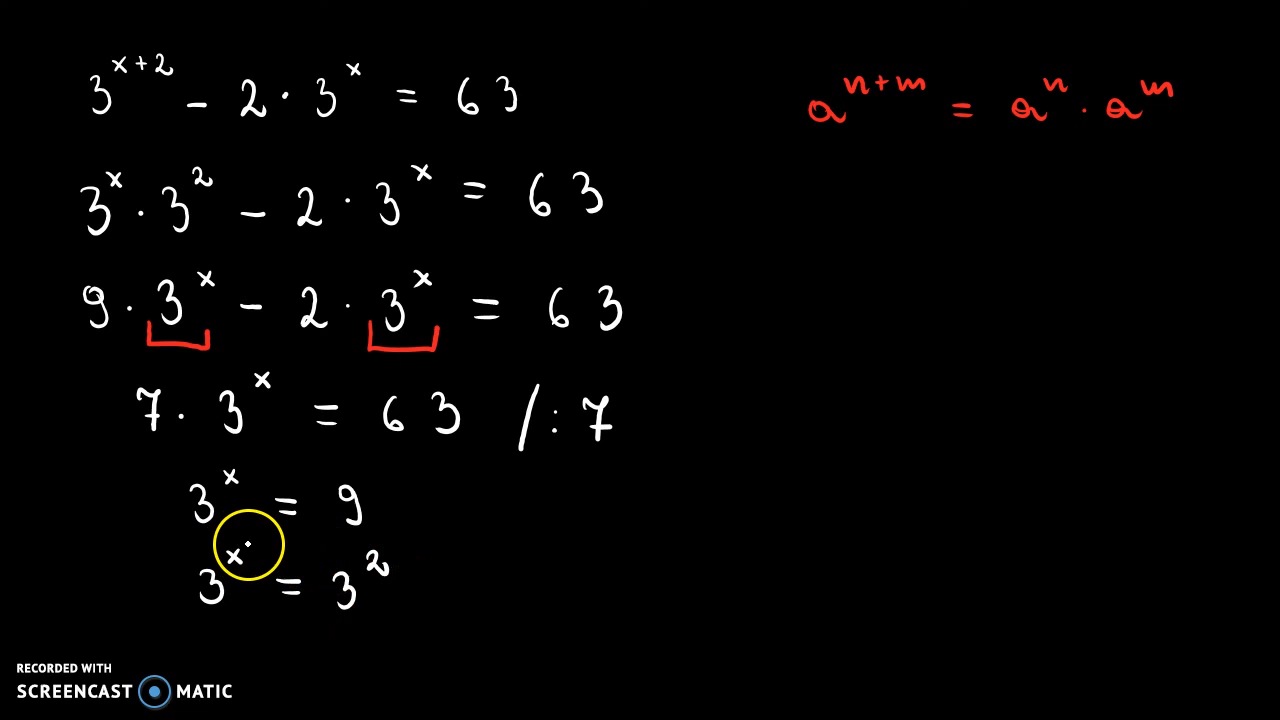 3^{x+2} - 2 · 3^x = 63
a^{n+m} = a^n · a^m
3^x · 3^2 - 2 · 3^x = 63
9 · 3^x - 2 · 3^x = 63
7 · 3^x = 63 /: 7
3^x = 9
3^x = 3^2
RECORDED WITH
SCREENCAST MATIC